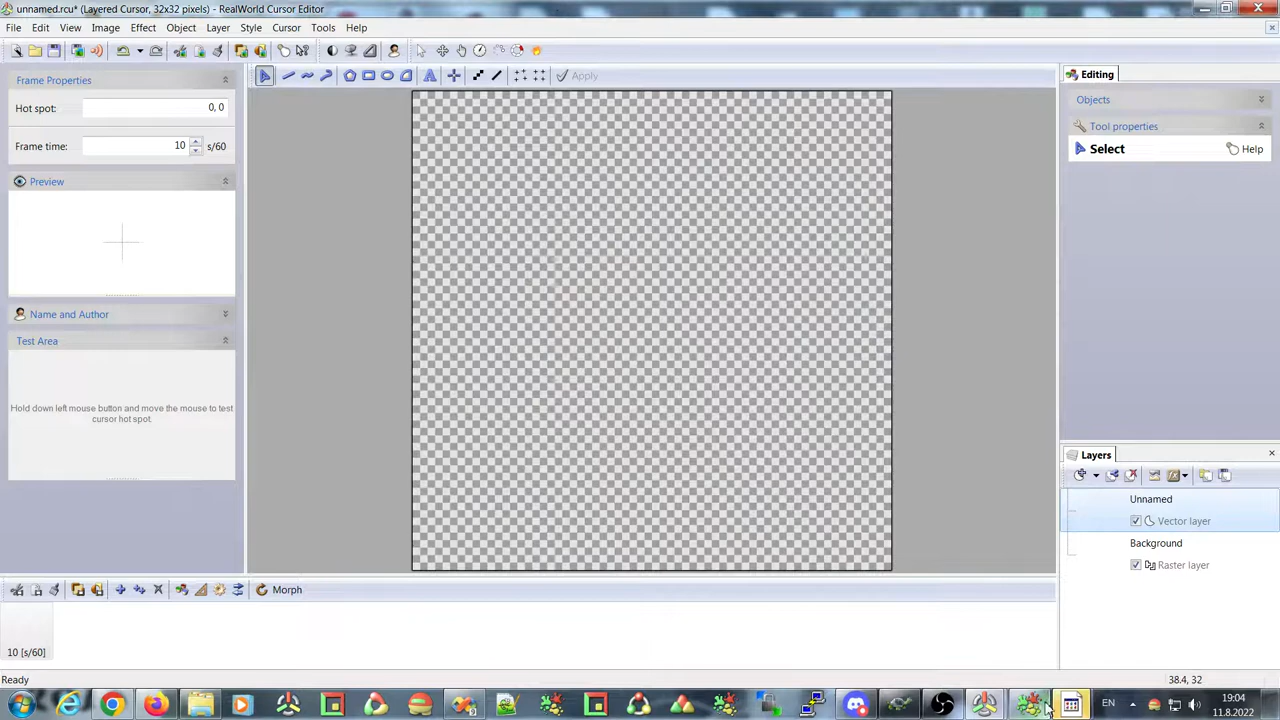 unnamed.rcu* (Layered Cursor, 32x32 pixels) - RealWorld Cursor Editor
File Edit View Image Effect Object Layer Style Cursor Tools Help
Frame Properties
Hot spot: 0, 0
Frame time: 10 s/60
Preview
Name and Author
Test Area
Hold down left mouse button and move the mouse to test
cursor hot spot.
Apply
Editing
Objects
Tool properties
Select Help
Layers
Unnamed
Vector layer
Background
Raster layer
Morph
10 [s/60]
Ready 38.4, 32
EN 19:04
11.8.2022